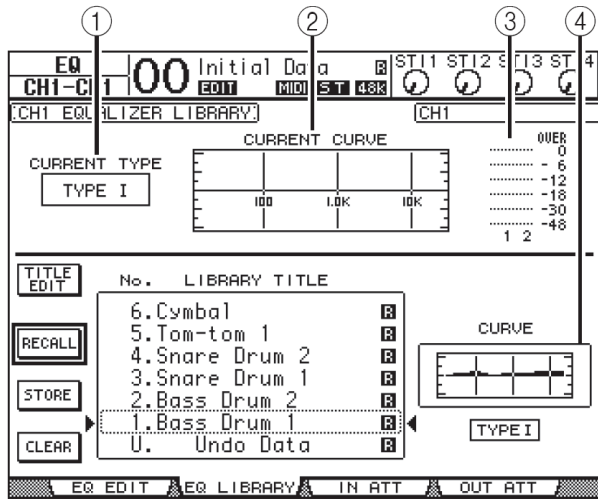 ① ② ③ ④
EQ 00 Initial Data R STI1 STI2 STI3 ST 4
CH1-CH1 EDIT MIDI S.T 48k
CH1 EQUALIZER LIBRARY CH1
CURRENT TYPE
TYPE I
CURRENT CURVE
100 1.0K 10K
OVER
0
- 6
-12
-18
-30
-48
1 2
TITLE EDIT
RECALL
STORE
CLEAR
No. LIBRARY TITLE
6.Cymbal R
5.Tom-tom 1 R
4.Snare Drum 2 R
3.Snare Drum 1 R
2.Bass Drum 2 R
1.Bass Drum 1 R
U. Undo Data R
CURVE
TYPE I
EQ EDIT EQ LIBRARY IN ATT OUT ATT